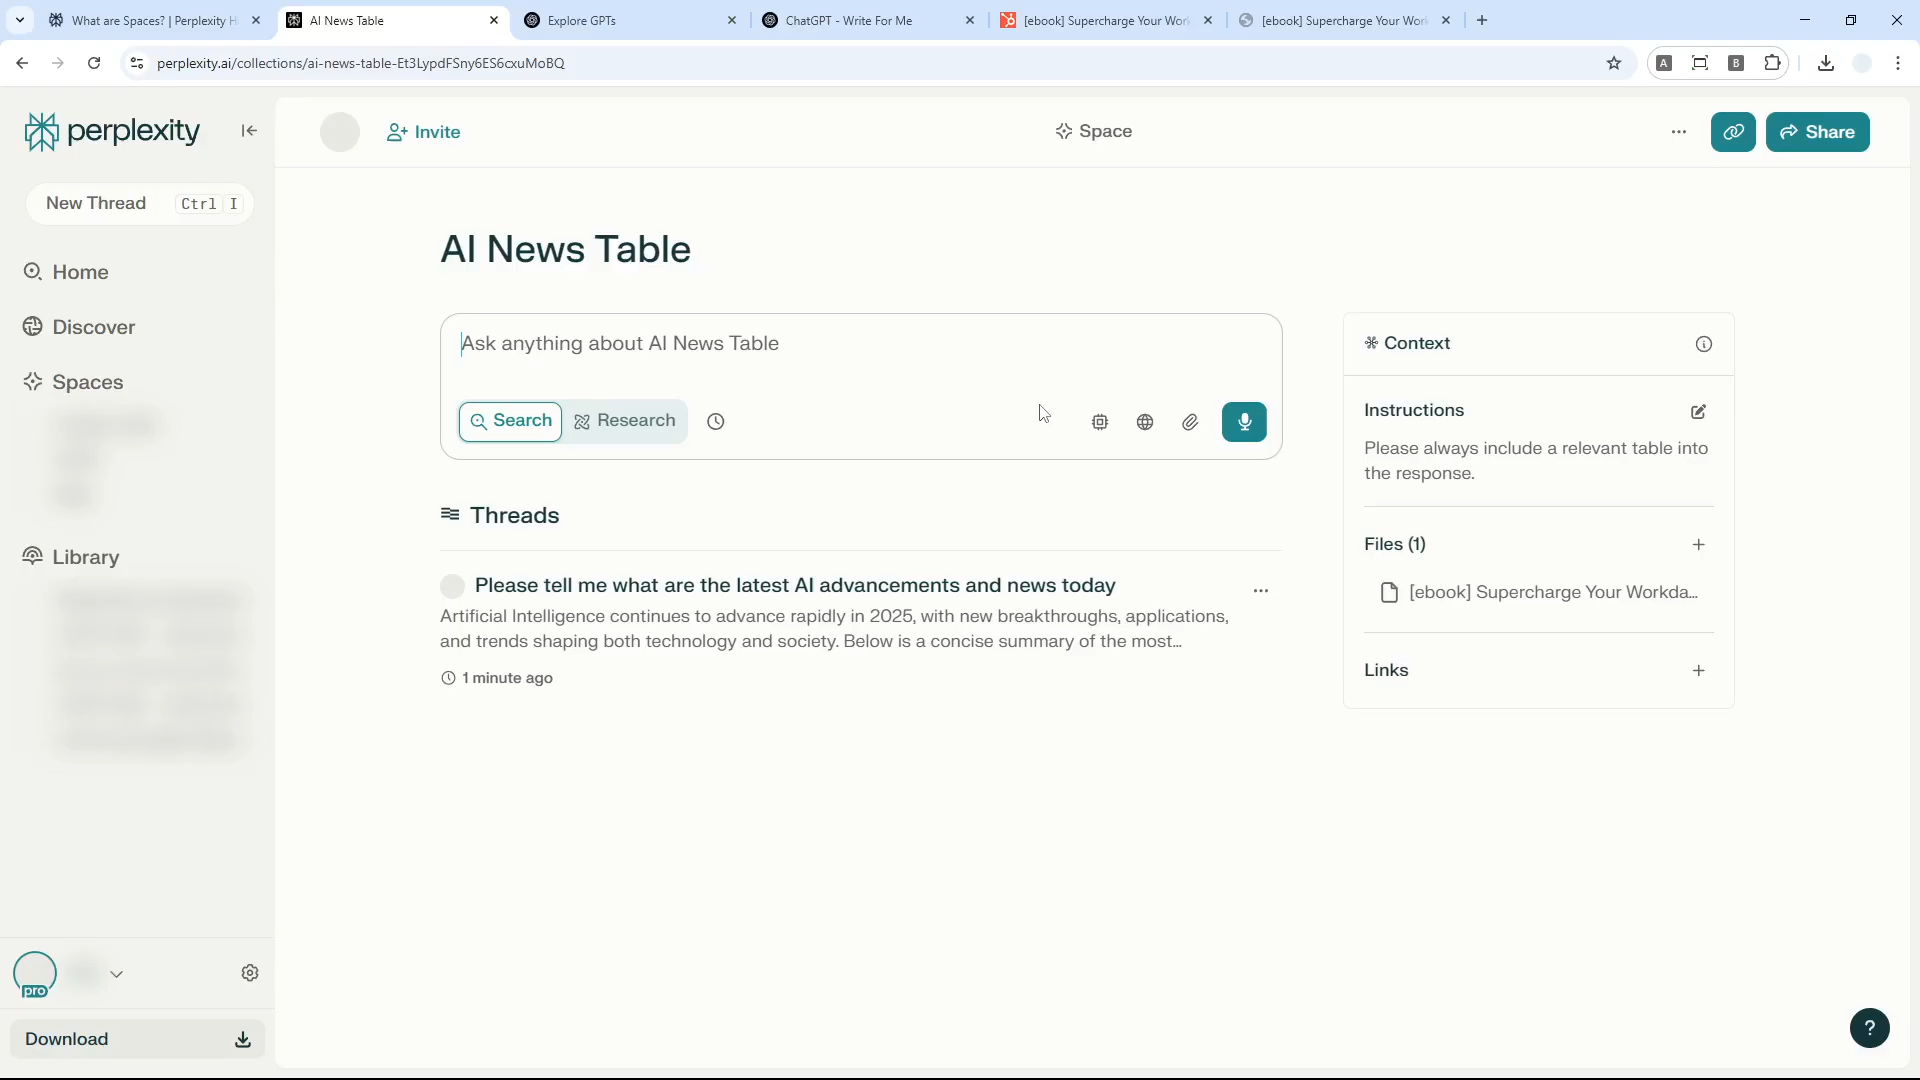 What are Spaces? | Perplexity H
AI News Table
Explore GPTs
ChatGPT - Write For Me
[ebook] Supercharge Your Work
[ebook] Supercharge Your Work
perplexity.ai/collections/ai-news-table-Et3LypdFSny6ES6cxuMoBQ
A
B
perplexity
Invite
Space
Share
New Thread
Ctrl I
Home
Discover
Spaces
Library
AI News Table
Ask anything about AI News Table
Search
Research
Threads
Please tell me what are the latest AI advancements and news today
Artificial Intelligence continues to advance rapidly in 2025, with new breakthroughs, applications,
and trends shaping both technology and society. Below is a concise summary of the most...
1 minute ago
Context
Instructions
Please always include a relevant table into
the response.
Files (1)
[ebook] Supercharge Your Workda...
Links
pro
Download
?